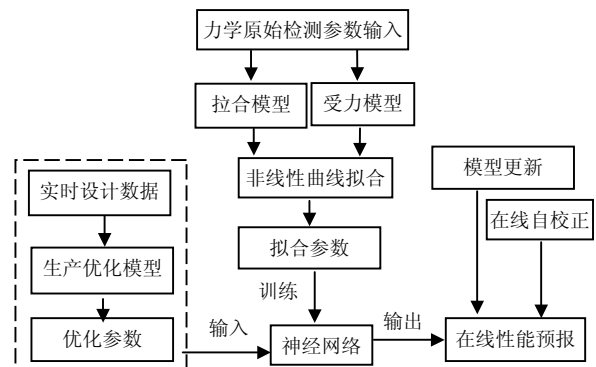 力学原始检测参数输入
拉合模型
受力模型
非线性曲线拟合
模型更新
实时设计数据
在线自校正
拟合参数
生产优化模型
训练
输入
输出
优化参数
神经网络
在线性能预报